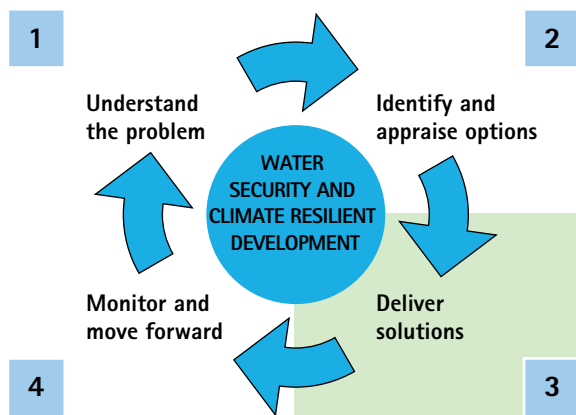 1
2
Understand
the problem
Identify and
appraise options
WATER
SECURITY AND
CLIMATE RESILIENT
DEVELOPMENT
Monitor and
move forward
Deliver
solutions
4
3